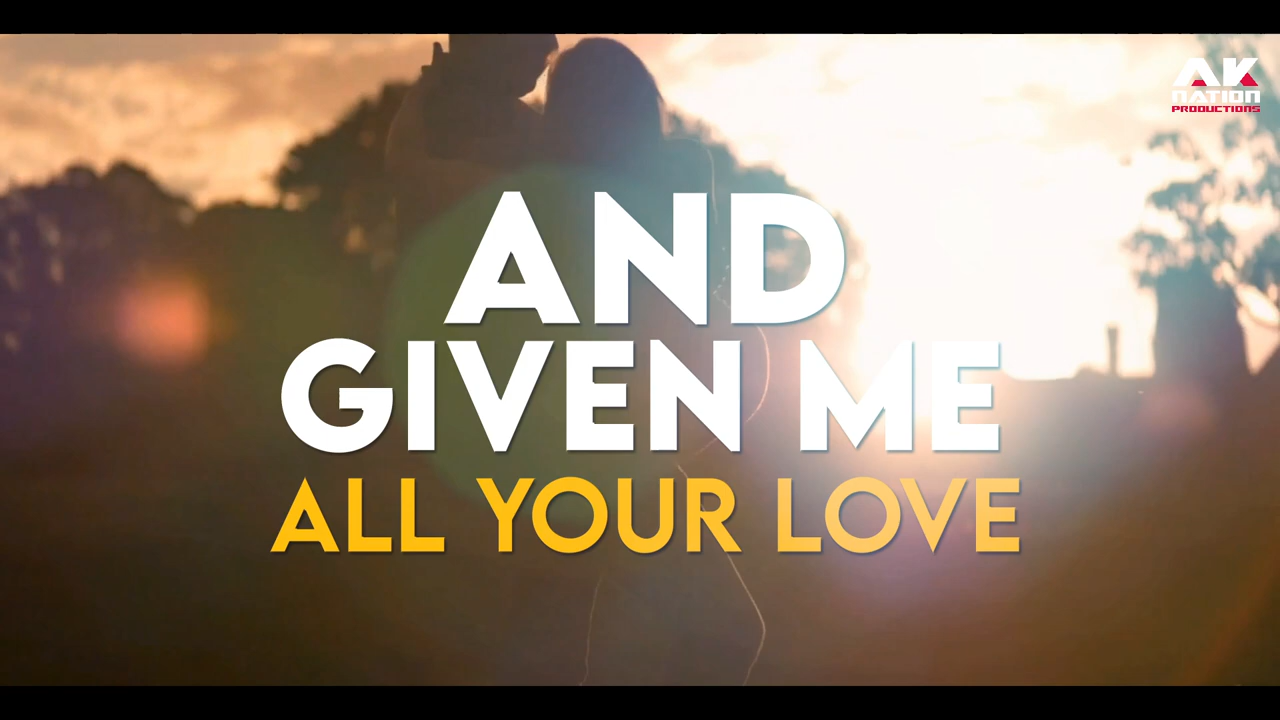 AK
NATION
PRODUCTIONS
AND
GIVEN ME
ALL YOUR LOVE